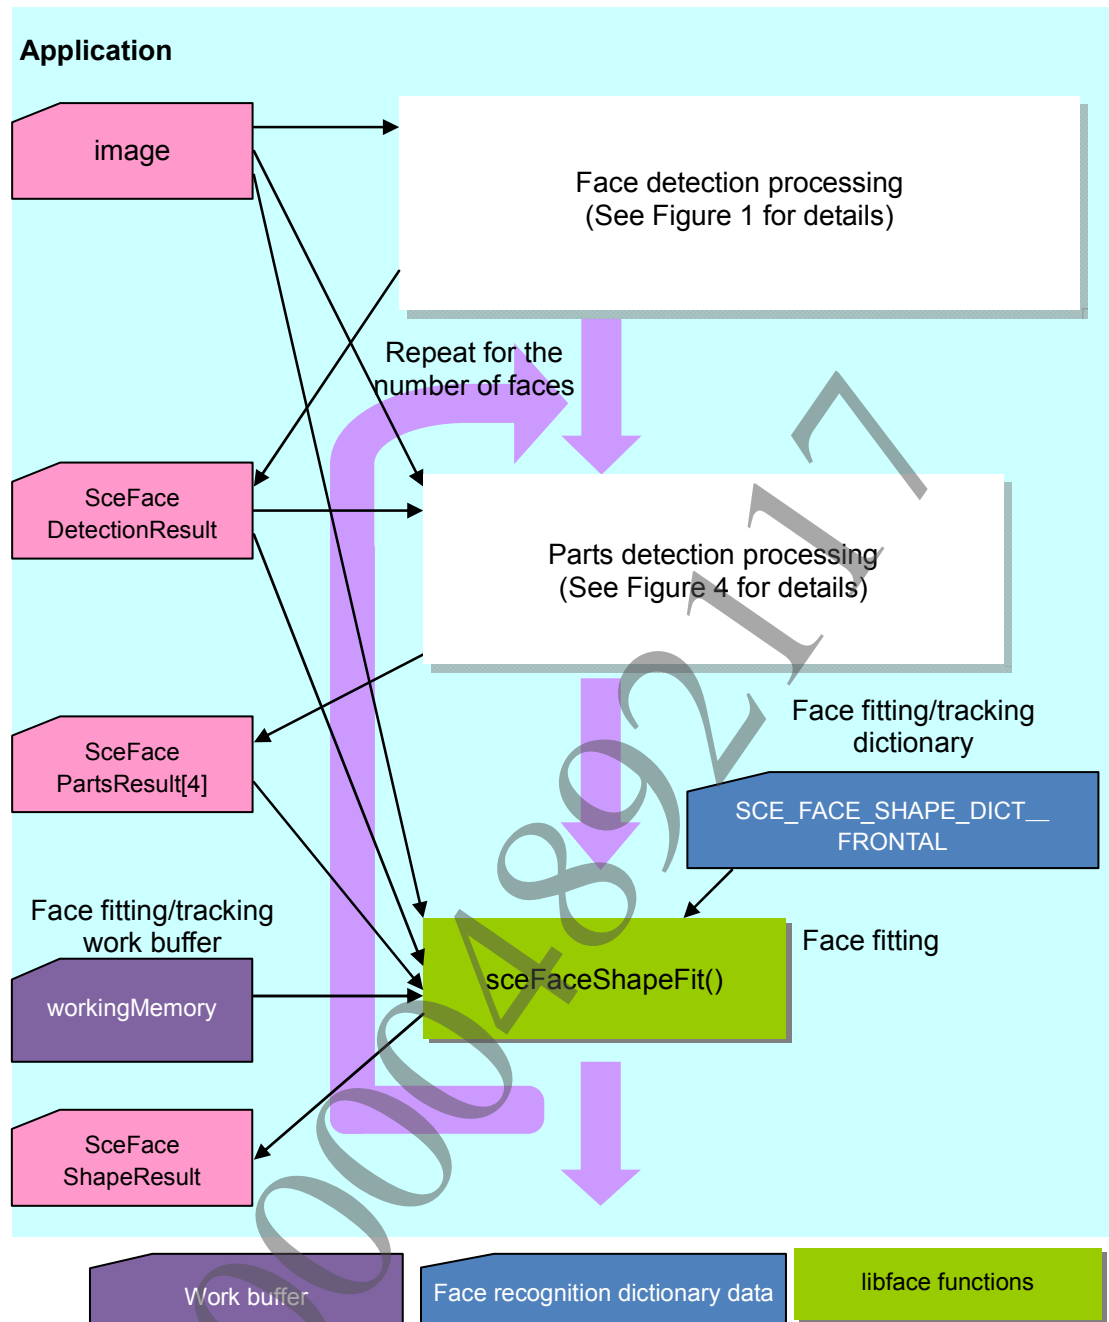 Application
image
Face detection processing
(See Figure 1 for details)
Repeat for the
number of faces
SceFace
DetectionResult
Parts detection processing
(See Figure 4 for details)
Face fitting/tracking
dictionary
SceFace
PartsResult[4]
SCE_FACE_SHAPE_DICT__
FRONTAL
Face fitting/tracking
work buffer
sceFaceShapeFit()
Face fitting
workingMemory
SceFace
ShapeResult
Work buffer
Face recognition dictionary data
libface functions
000004892117